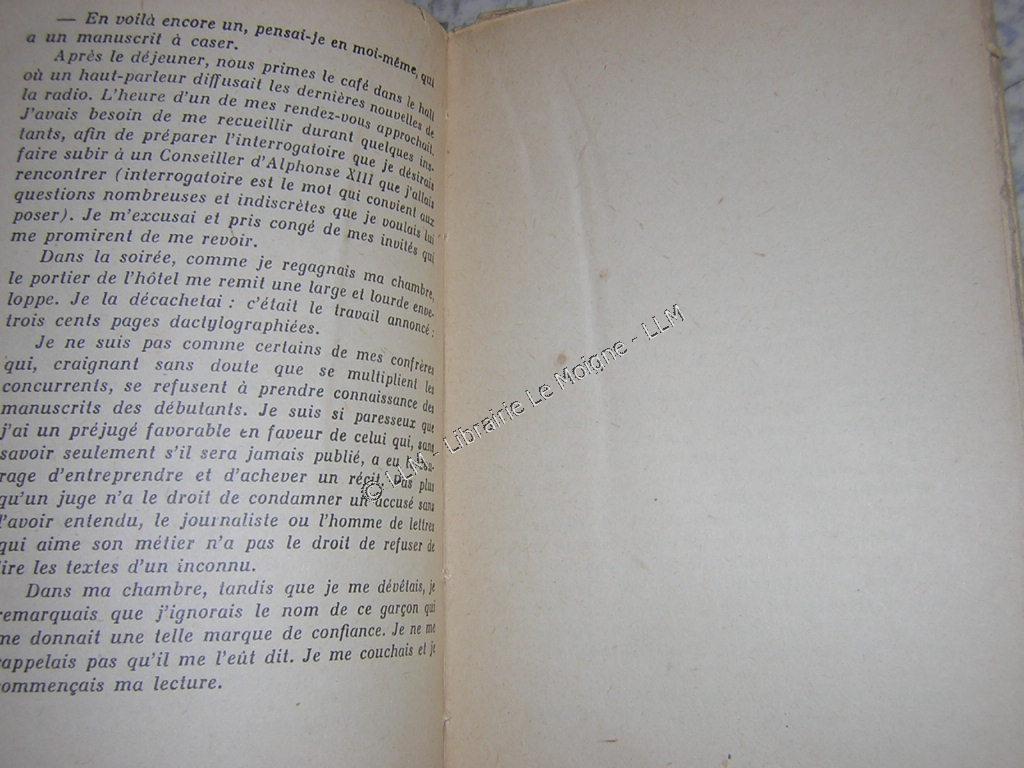 — En voilà encore un, pensai-je en moi-même, qui
a un manuscrit à caser.
Après le déjeuner, nous primes le café dans le hall
où un haut-parleur diffusait les dernières nouvelles de
la radio. L'heure d'un de mes rendez-vous approchait.
J'avais besoin de me recueillir durant quelques ins-
tants, afin de préparer l'interrogatoire que je désirais
faire subir à un Conseiller d'Alphonse XIII que j'allais
rencontrer (interrogatoire est le mot qui convient aux
questions nombreuses et indiscrètes que je voulais lui
poser). Je m'excusai et pris congé de mes invités qui
me promirent de me revoir.
Dans la soirée, comme je regagnais ma chambre,
le portier de l'hôtel me remit une large et lourde enve-
loppe. Je la décachetai : c'était le travail annoncé :
trois cents pages dactylographiées.
Je ne suis pas comme certains de mes confrères
qui, craignant sans doute que se multiplient les
concurrents, se refusent à prendre connaissance des
manuscrits des débutants. Je suis si paresseux que
j'ai un préjugé favorable en faveur de celui qui, sans
savoir seulement s'il sera jamais publié, a eu le
rage d'entreprendre et d'achever un récit. Pas plus
qu'un juge n'a le droit de condamner un accusé sans
l'avoir entendu, le journaliste ou l'homme de lettres
qui aime son métier n'a pas le droit de refuser de
lire les textes d'un inconnu.
Dans ma chambre, tandis que je me dévêtais, je
remarquais que j'ignorais le nom de ce garçon qui
me donnait une telle marque de confiance. Je ne me
rappelais pas qu'il me l'eût dit. Je me couchais et je
commençais ma lecture.
© LLM - Librairie Le Moigne - LLM